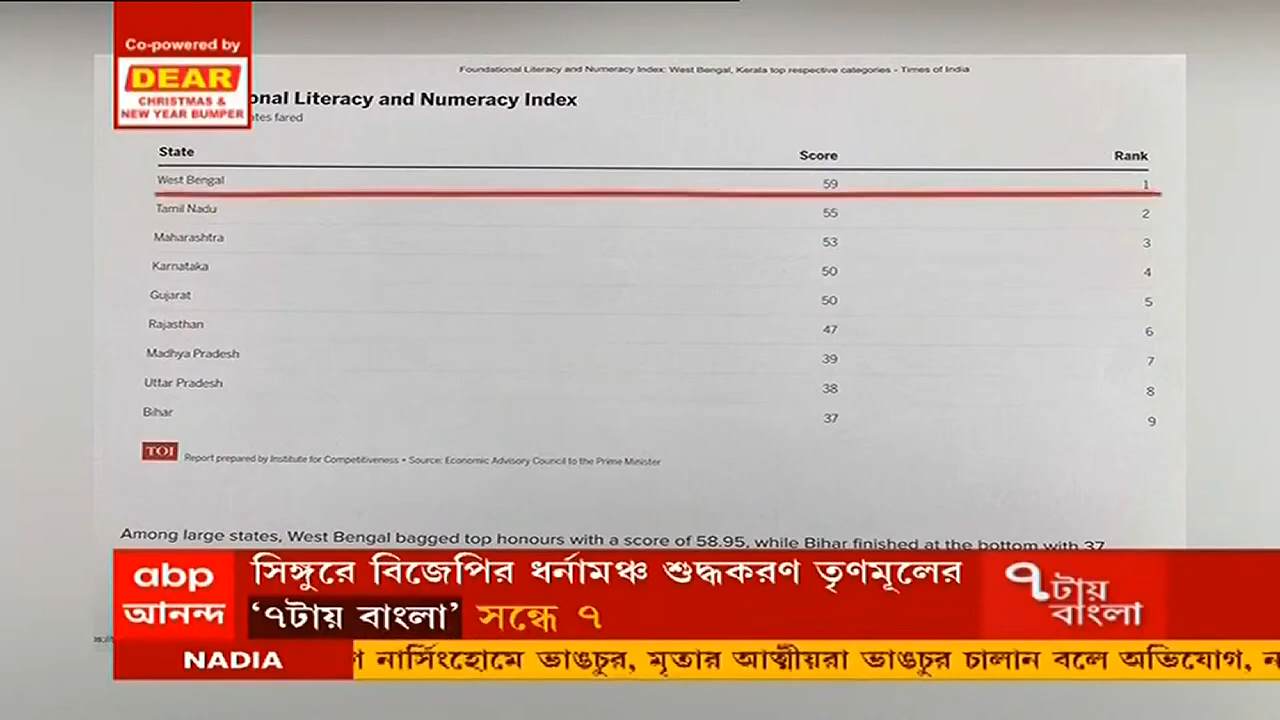 Co-powered by
DEAR
CHRISTMAS &
NEW YEAR BUMPER
Foundational Literacy and Numeracy Index: West Bengal, Kerala top respective categories - Times of India
onal Literacy and Numeracy Index
tes fared
State Score Rank
West Bengal 59 1
Tamil Nadu 55 2
Maharashtra 53 3
Karnataka 50 4
Gujarat 50 5
Rajasthan 47 6
Madhya Pradesh 39 7
Uttar Pradesh 38 8
Bihar 37 9
TOI Report prepared by Institute for Competitiveness • Source: Economic Advisory Council to the Prime Minister
Among large states, West Bengal bagged top honours with a score of 58.95, while Bihar finished at the bottom with 37
abp আনন্দ
সিঙ্গুরে বিজেপির ধর্নামঞ্চ শুদ্ধকরণ তৃণমূলের
‘৭টায় বাংলা’ সন্ধে ৭
৭টায় বাংলা
NADIA
নার্সিংহোমে ভাঙচুর, মৃতার আত্মীয়রা ভাঙচুর চালান বলে অভিযোগ,